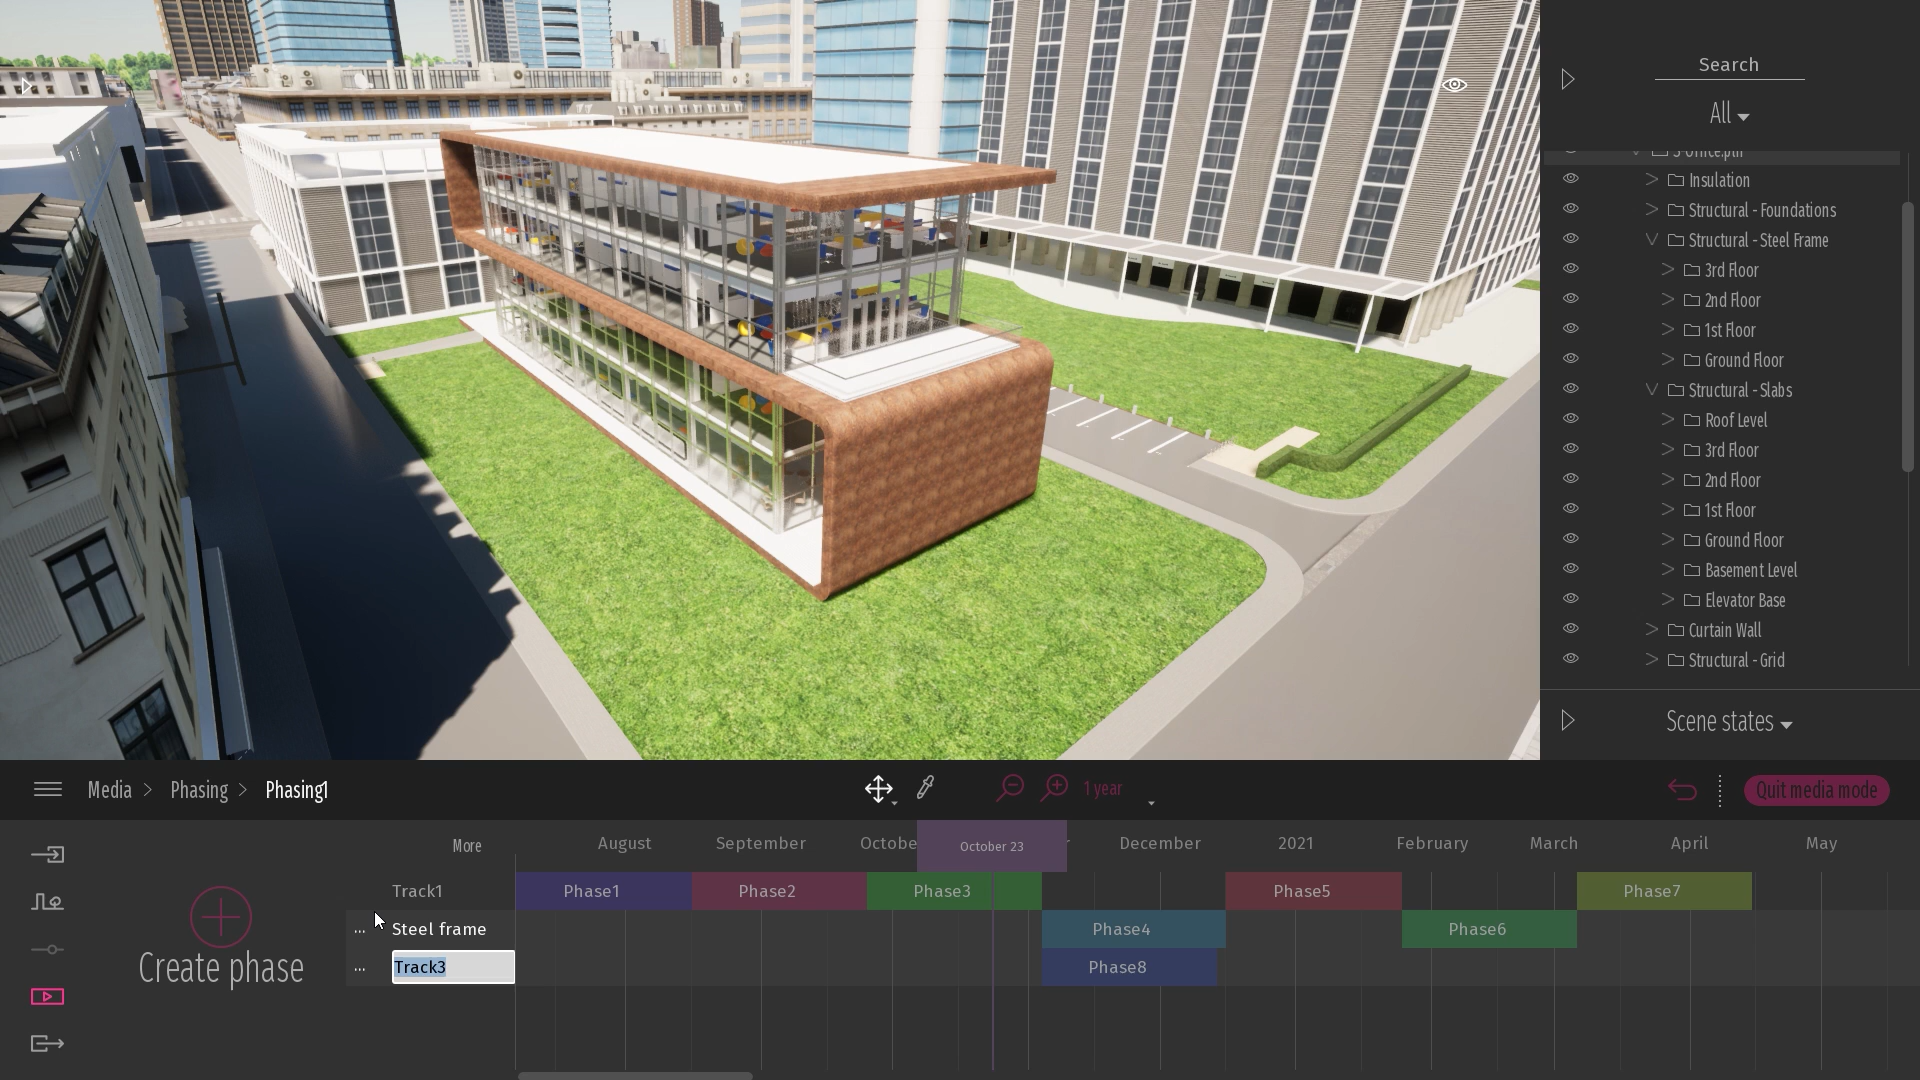 Search
All
3-Office.pln
Insulation
Structural - Foundations
Structural - Steel Frame
3rd Floor
2nd Floor
1st Floor
Ground Floor
Structural - Slabs
Roof Level
3rd Floor
2nd Floor
1st Floor
Ground Floor
Basement Level
Elevator Base
Curtain Wall
Structural - Grid
Scene states
Media > Phasing > Phasing1
1 year
Quit media mode
More
August September Octobe October 23 r December 2021 February March April May
Track1 Phase1 Phase2 Phase3 Phase5 Phase7
... Steel frame Phase4 Phase6
... Track3 Phase8
Create phase